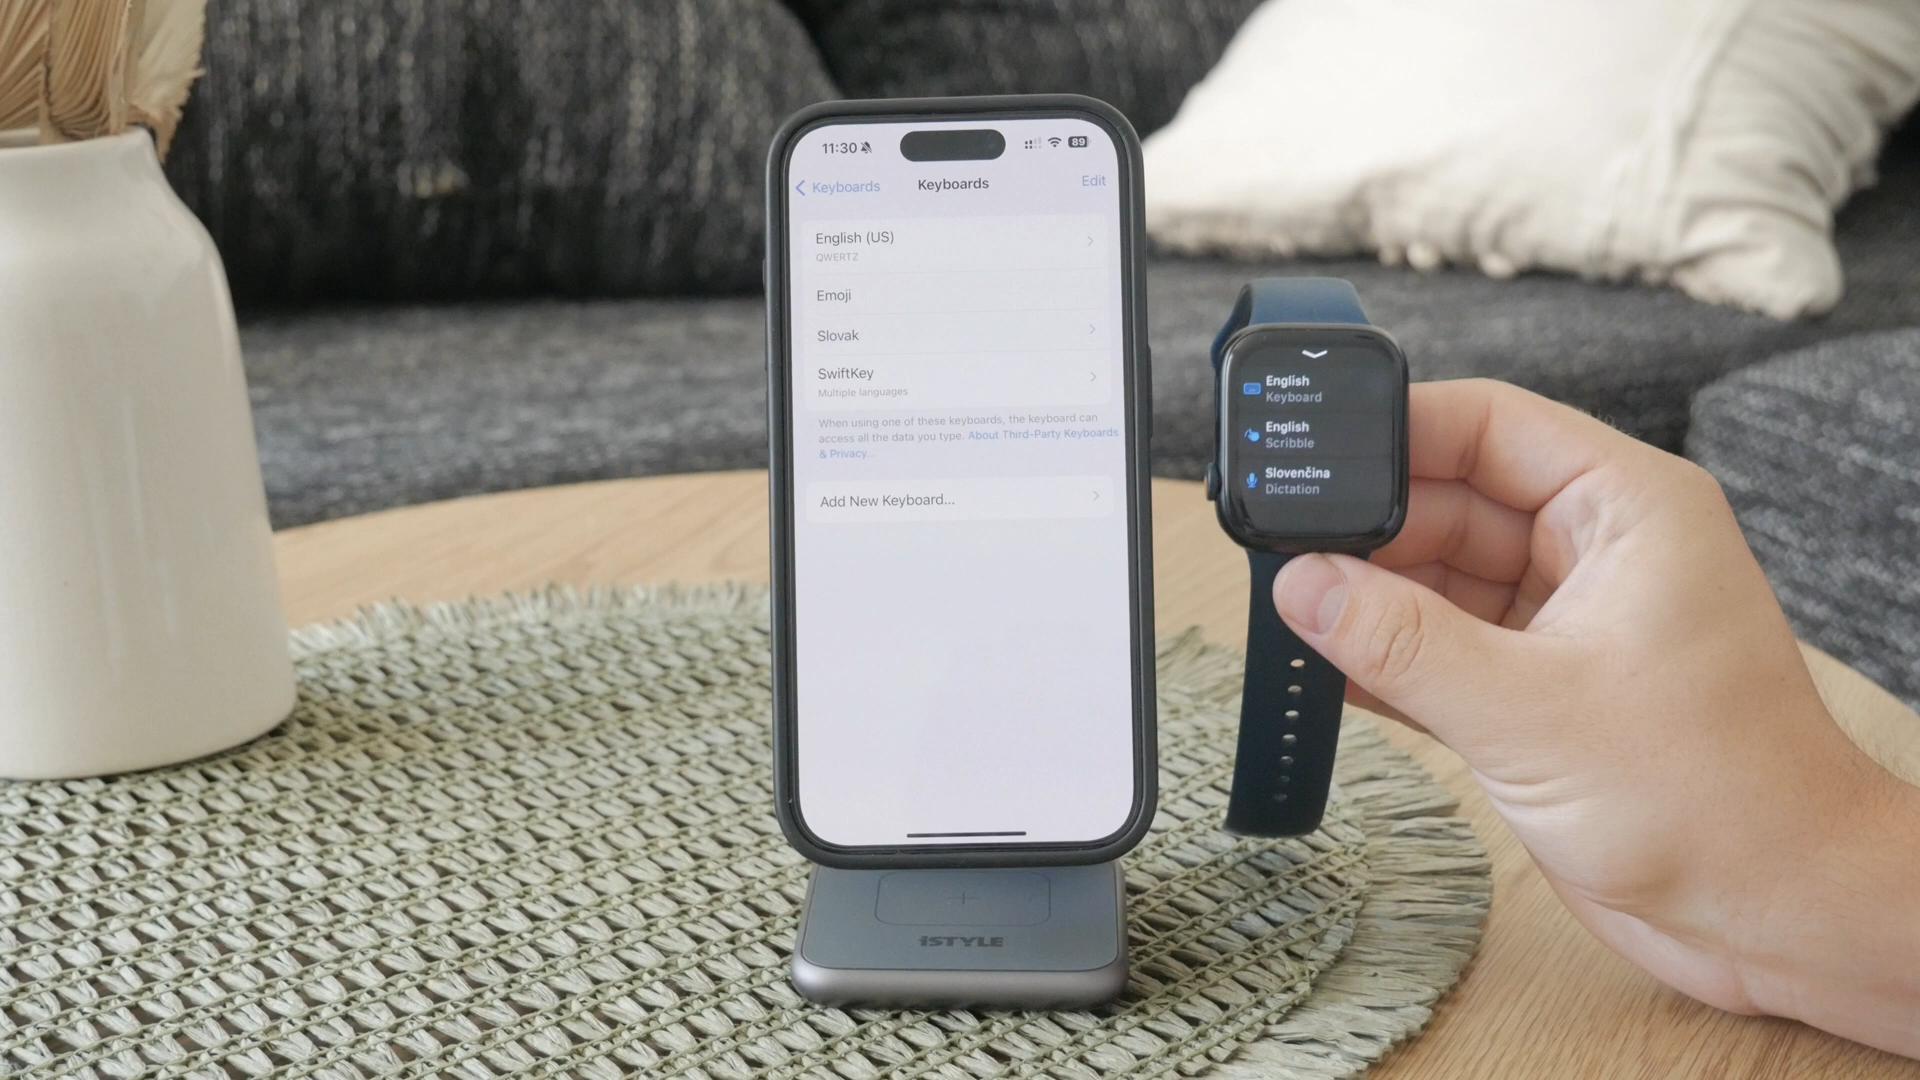 11:30
89
Keyboards
Keyboards
Edit
English (US)
QWERTZ
Emoji
Slovak
SwiftKey
Multiple languages
When using one of these keyboards, the keyboard can
access all the data you type. About Third-Party Keyboards
& Privacy...
Add New Keyboard...
iSTYLE
English
Keyboard
English
Scribble
Slovenčina
Dictation